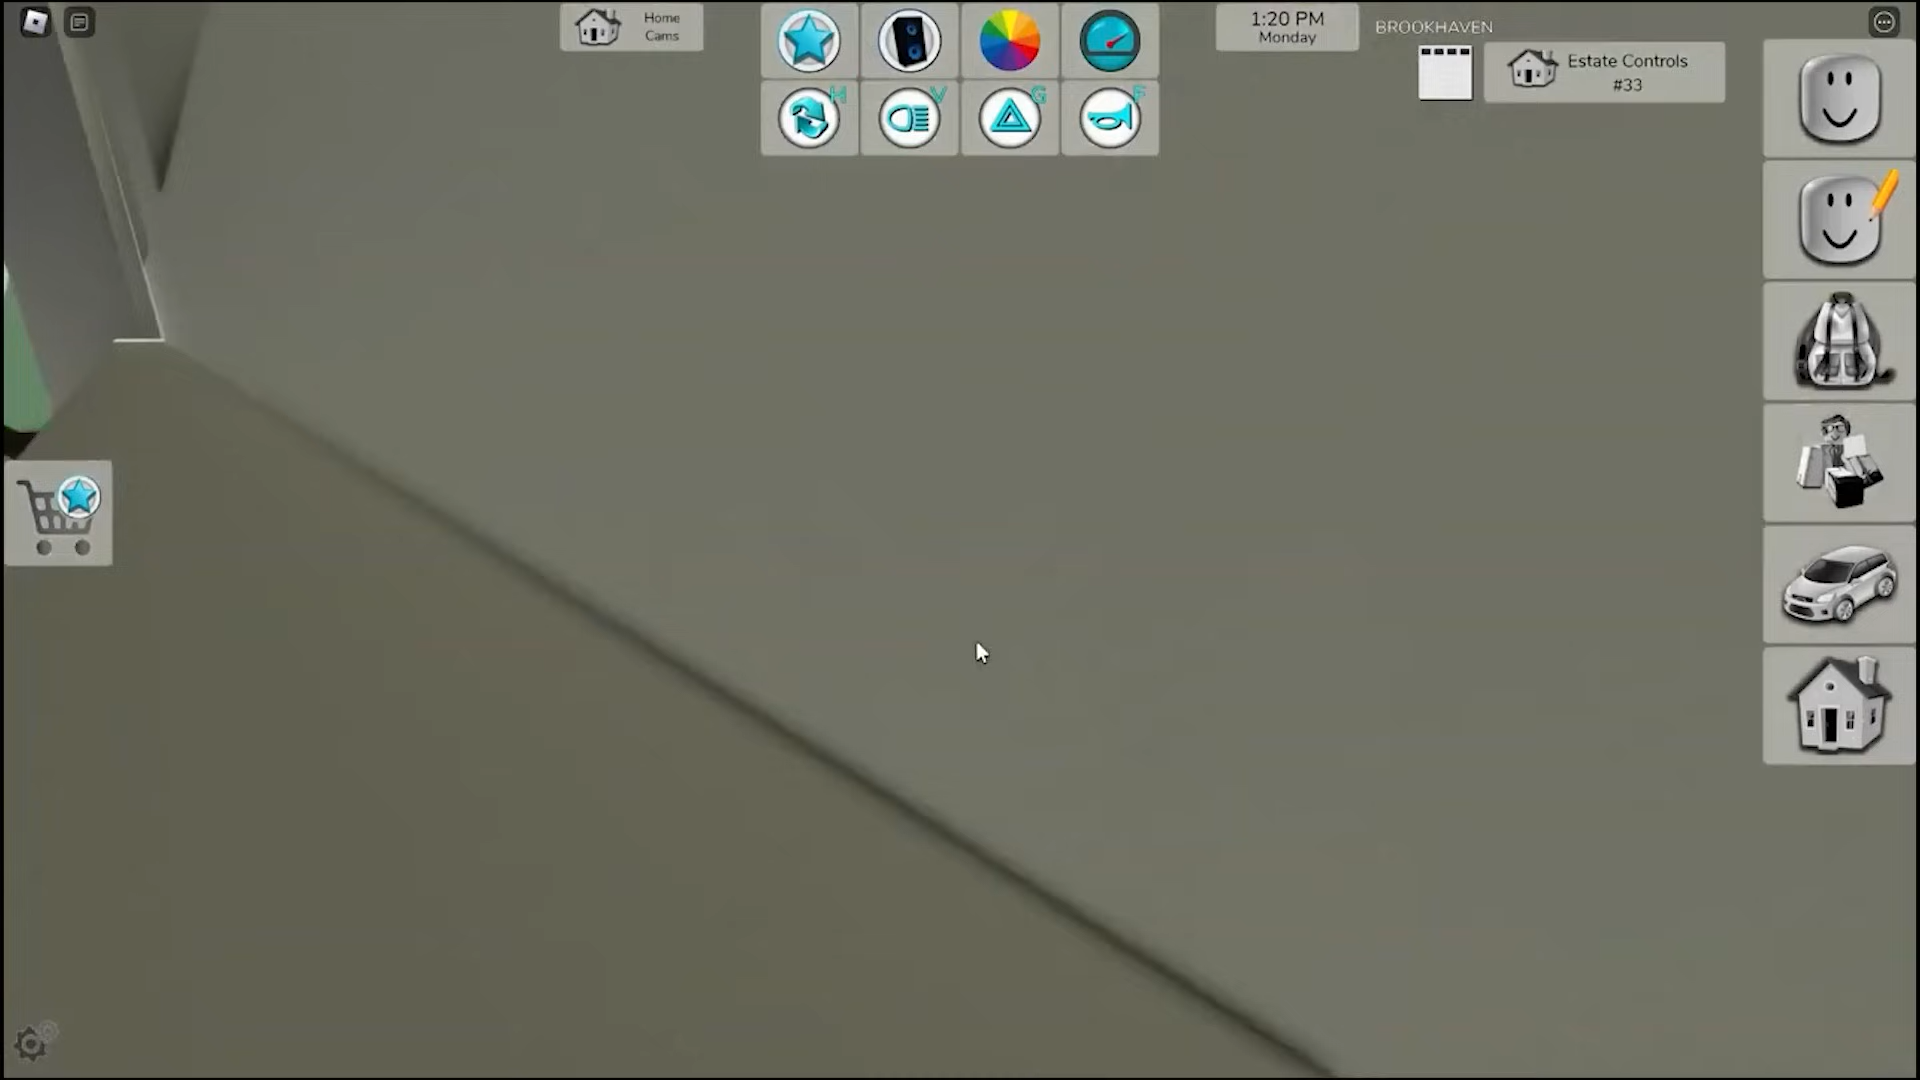 Home
Cams
H
V
G
F
1:20 PM
Monday
BROOKHAVEN
Estate Controls
#33